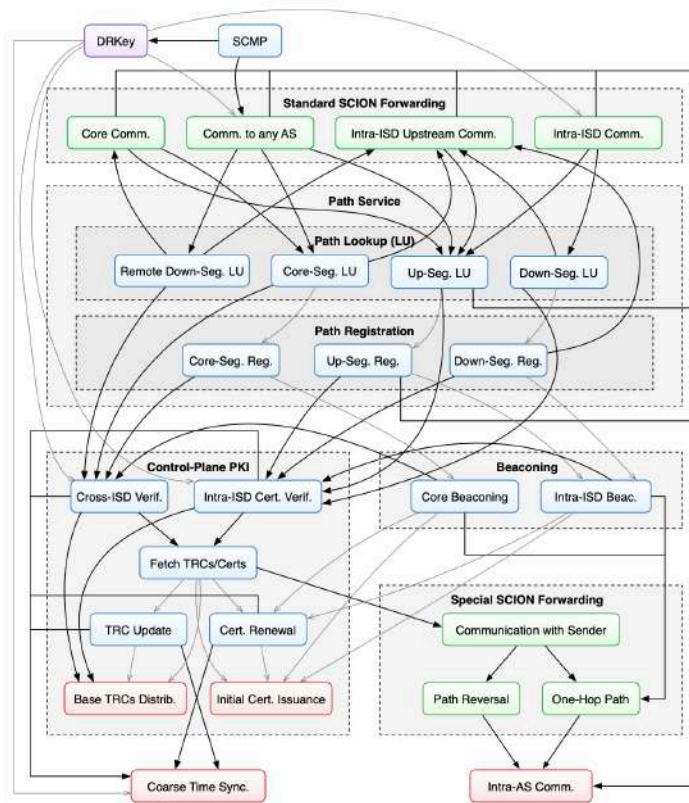 DRKey
SCMP
Standard SCION Forwarding
Core Comm.
Comm. to any AS
Intra-ISD Upstream Comm.
Intra-ISD Comm.
Path Service
Path Lookup (LU)
Remote Down-Seg. LU
Core-Seg. LU
Up-Seg. LU
Down-Seg. LU
Path Registration
Core-Seg. Reg.
Up-Seg. Reg.
Down-Seg. Reg.
Control-Plane PKI
Beaconing
Cross-ISD Verif.
Intra-ISD Cert. Verif.
Core Beaconing
Intra-ISD Beac.
Fetch TRCs/Certs
Special SCION Forwarding
TRC Update
Cert. Renewal
Communication with Sender
Base TRCs Distrib.
Initial Cert. Issuance
Path Reversal
One-Hop Path
Coarse Time Sync.
Intra-AS Comm.